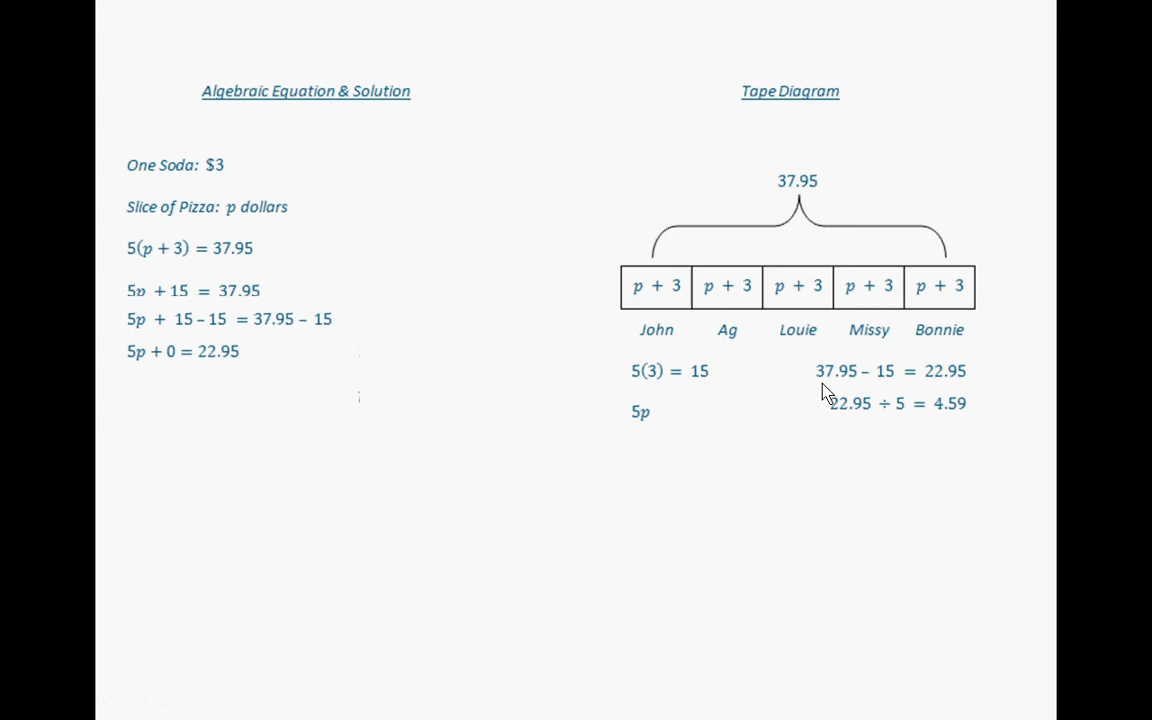 Algebraic Equation & Solution
One Soda: $3
Slice of Pizza: p dollars
5(p + 3) = 37.95
5p + 15 = 37.95
5p + 15 – 15 = 37.95 – 15
5p + 0 = 22.95
Tape Diagram
37.95
p + 3 p + 3 p + 3 p + 3 p + 3
John Ag Louie Missy Bonnie
5(3) = 15 37.95 – 15 = 22.95
5p 22.95 ÷ 5 = 4.59